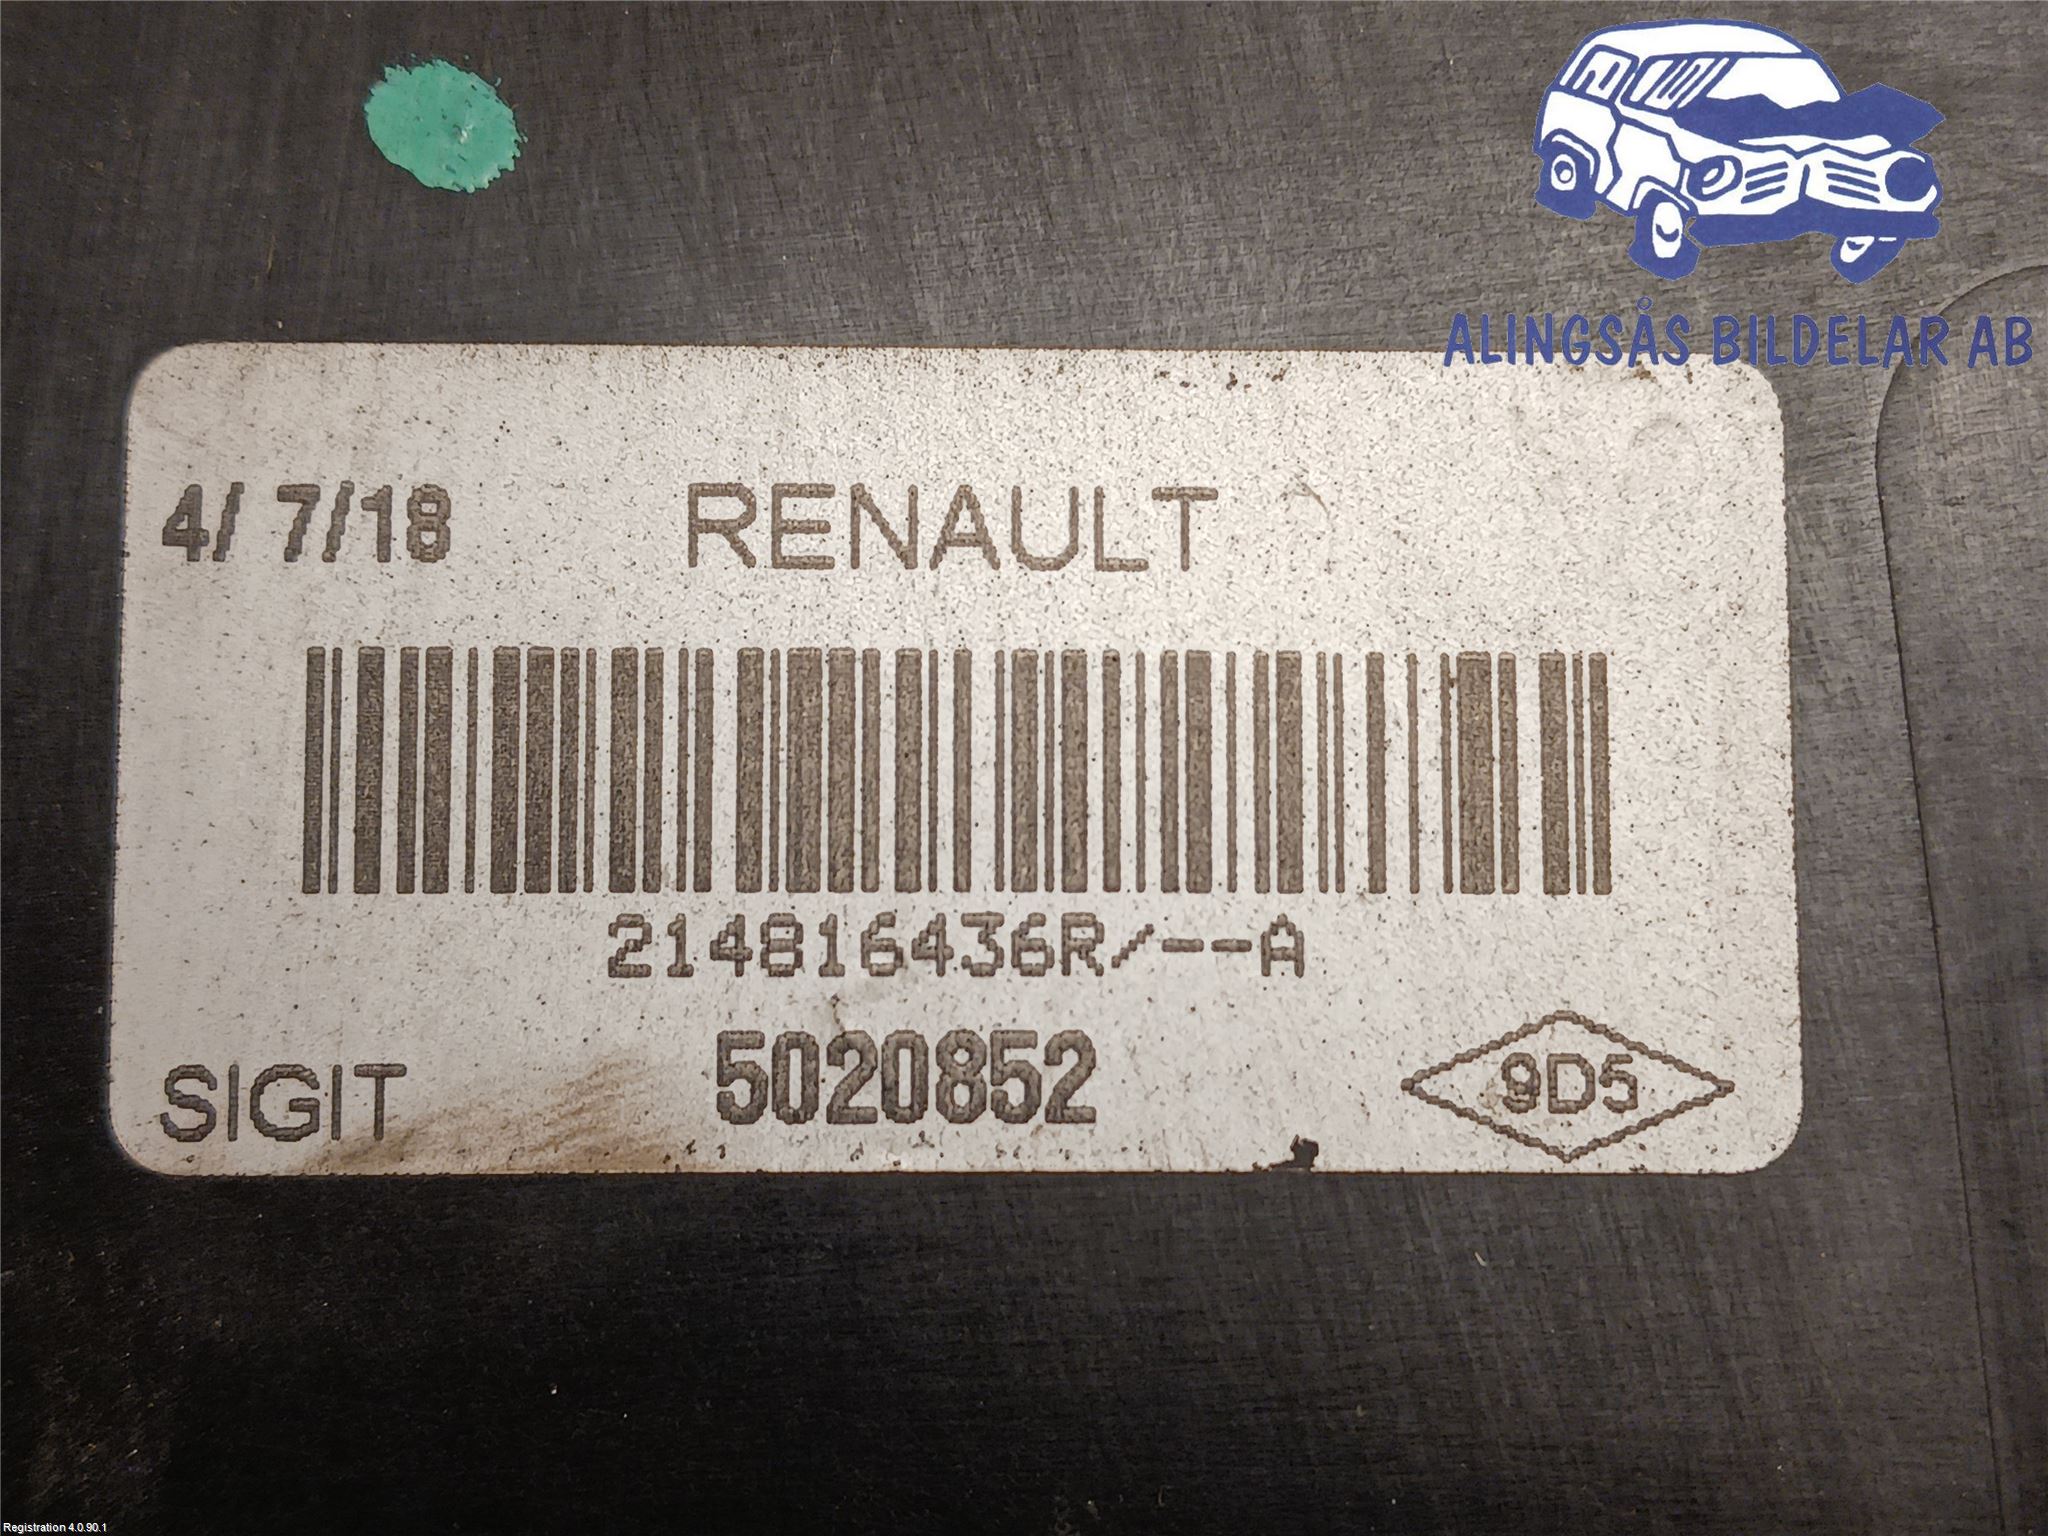 ALINGSÅS BILDELAR AB
4/ 7/18 RENAULT
214816436R/--A
SIGIT 5020852 9D5
Registration 4.0.90.1